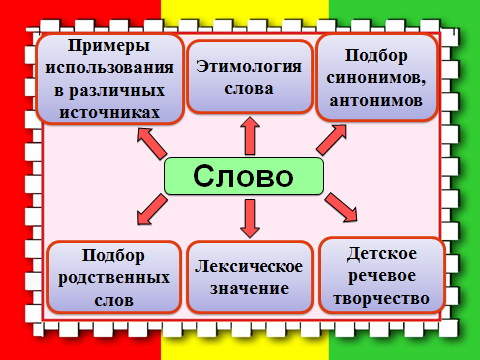 Примеры
использования
в различных
источниках
Этимология
слова
Подбор
синонимов,
антонимов
Слово
Подбор
родственных
слов
Лексическое
значение
Детское
речевое
творчество